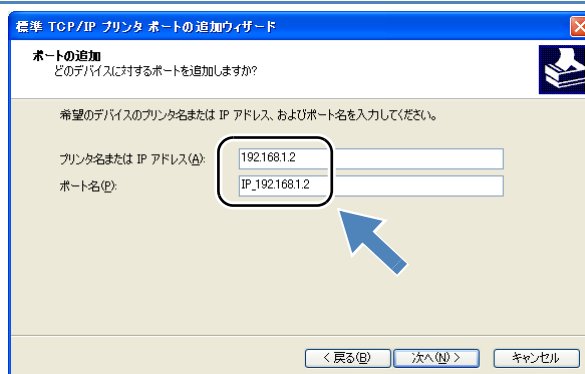 標準 TCP/IP プリンタ ポートの追加ウィザード
ポートの追加
どのデバイスに対するポートを追加しますか?
希望のデバイスのプリンタ名または IP アドレス、およびポート名を入力してください。
プリンタ名または IP アドレス(A): 192.168.1.2
ポート名(P): IP_192.168.1.2
< 戻る(B) 次へ(N) > キャンセル